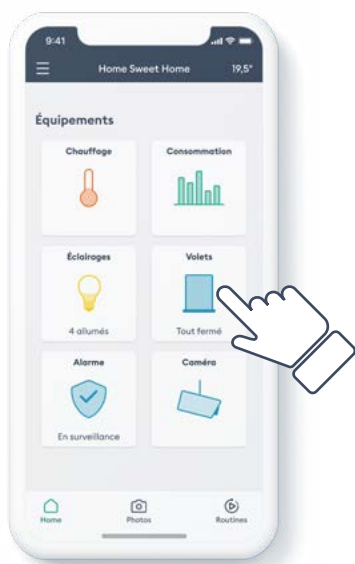 9:41
Home Sweet Home 19,5°
Équipements
Chauffage Consommation
Éclairages Volets
4 allumés Tout fermé
Alarme Caméra
En surveillance
Home Photos Routines